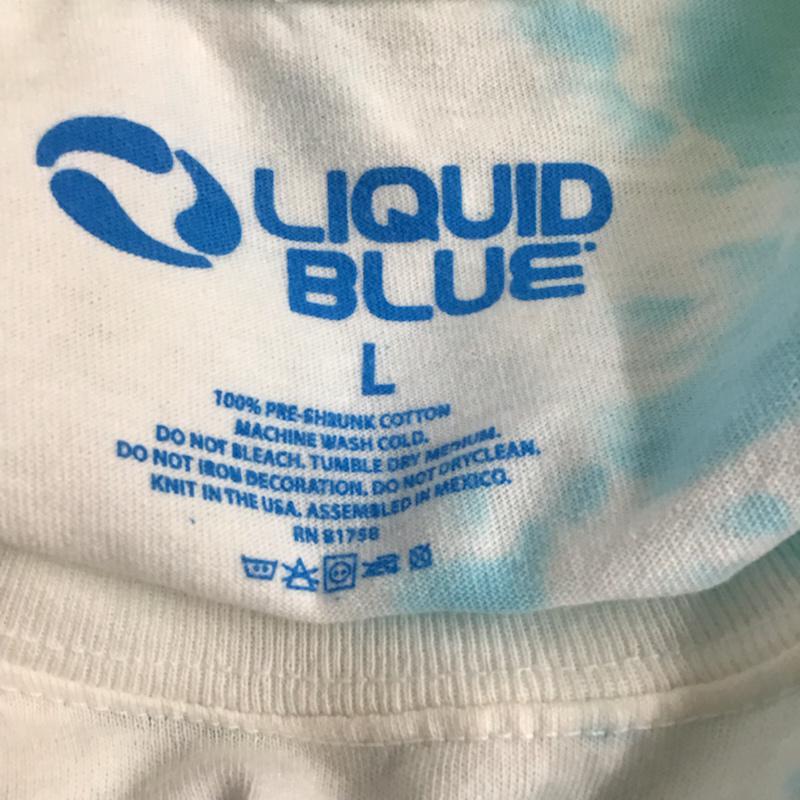 LIQUID
BLUE
L
100% PRE-SHRUNK COTTON
MACHINE WASH COLD.
DO NOT BLEACH. TUMBLE DRY MEDIUM.
DO NOT IRON DECORATION. DO NOT DRYCLEAN.
KNIT IN THE USA. ASSEMBLED IN MEXICO.
RN 81758